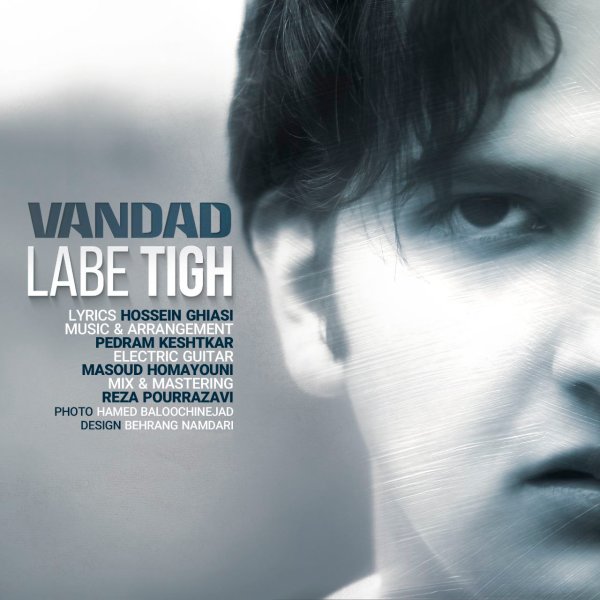 VANDAD
LABE TIGH
LYRICS HOSSEIN GHIASI
MUSIC & ARRANGEMENT
PEDRAM KESHTKAR
ELECTRIC GUITAR
MASOUD HOMAYOUNI
MIX & MASTERING
REZA POURRAZAVI
PHOTO HAMED BALOOCHINEJAD
DESIGN BEHRANG NAMDARI